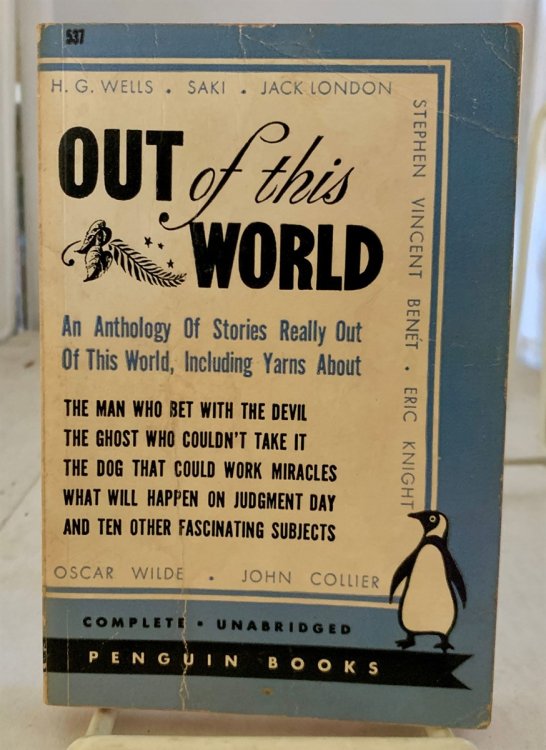 537
H. G. WELLS . SAKI . JACK LONDON
STEPHEN VINCENT BENÉT . ERIC KNIGHT
OUT of this
WORLD
An Anthology Of Stories Really Out
Of This World, Including Yarns About
THE MAN WHO BET WITH THE DEVIL
THE GHOST WHO COULDN'T TAKE IT
THE DOG THAT COULD WORK MIRACLES
WHAT WILL HAPPEN ON JUDGMENT DAY
AND TEN OTHER FASCINATING SUBJECTS
OSCAR WILDE . JOHN COLLIER
COMPLETE • UNABRIDGED
PENGUIN BOOKS